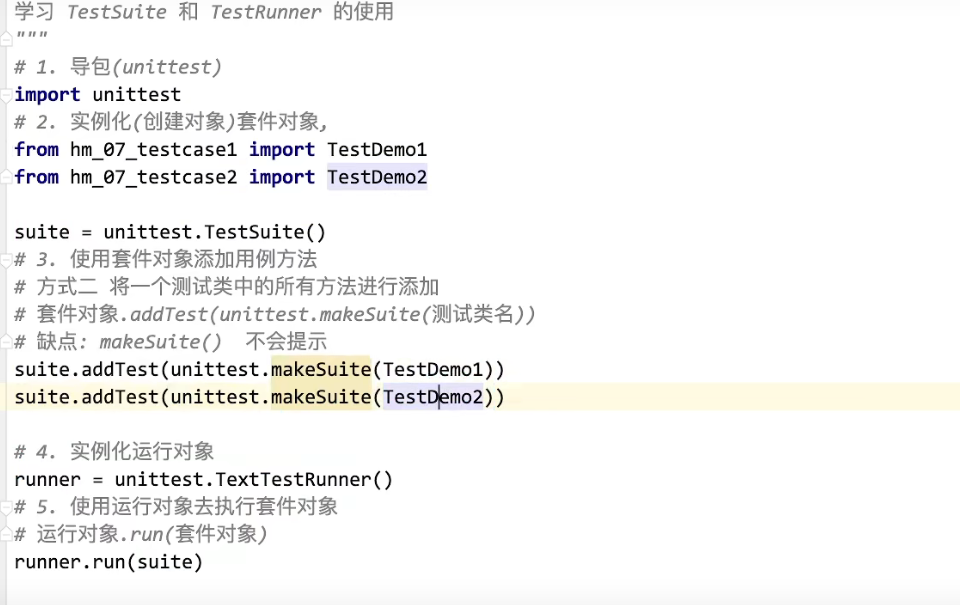 学习 TestSuite 和 TestRunner 的使用
"""
# 1. 导包(unittest)
import unittest
# 2. 实例化(创建对象)套件对象,
from hm_07_testcase1 import TestDemo1
from hm_07_testcase2 import TestDemo2
suite = unittest.TestSuite()
# 3. 使用套件对象添加用例方法
# 方式二 将一个测试类中的所有方法进行添加
# 套件对象.addTest(unittest.makeSuite(测试类名))
# 缺点: makeSuite() 不会提示
suite.addTest(unittest.makeSuite(TestDemo1))
suite.addTest(unittest.makeSuite(TestDemo2))
# 4. 实例化运行对象
runner = unittest.TextTestRunner()
# 5. 使用运行对象去执行套件对象
# 运行对象.run(套件对象)
runner.run(suite)